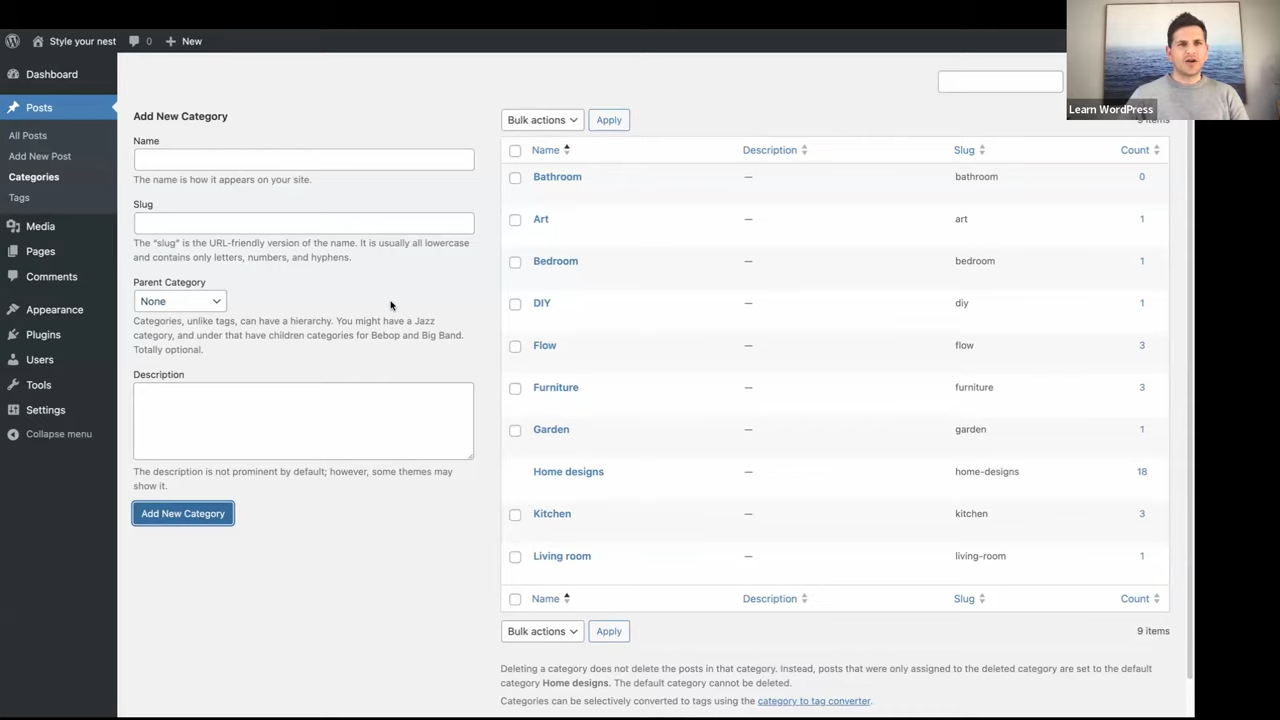 Style your nest
0
New
Learn WordPress
Dashboard
Posts
All Posts
Add New Post
Categories
Tags
Media
Pages
Comments
Appearance
Plugins
Users
Tools
Settings
Collapse menu
Add New Category
Name
The name is how it appears on your site.
Slug
The “slug” is the URL-friendly version of the name. It is usually all lowercase
and contains only letters, numbers, and hyphens.
Parent Category
None
Categories, unlike tags, can have a hierarchy. You might have a Jazz
category, and under that have children categories for Bebop and Big Band.
Totally optional.
Description
The description is not prominent by default; however, some themes may
show it.
Add New Category
Bulk actions Apply 9 items
Name Description Slug Count
Bathroom — bathroom 0
Art — art 1
Bedroom — bedroom 1
DIY — diy 1
Flow — flow 3
Furniture — furniture 3
Garden — garden 1
Home designs — home-designs 18
Kitchen — kitchen 3
Living room — living-room 1
Name Description Slug Count
Bulk actions Apply 9 items
Deleting a category does not delete the posts in that category. Instead, posts that were only assigned to the deleted category are set to the default
category Home designs. The default category cannot be deleted.
Categories can be selectively converted to tags using the category to tag converter.